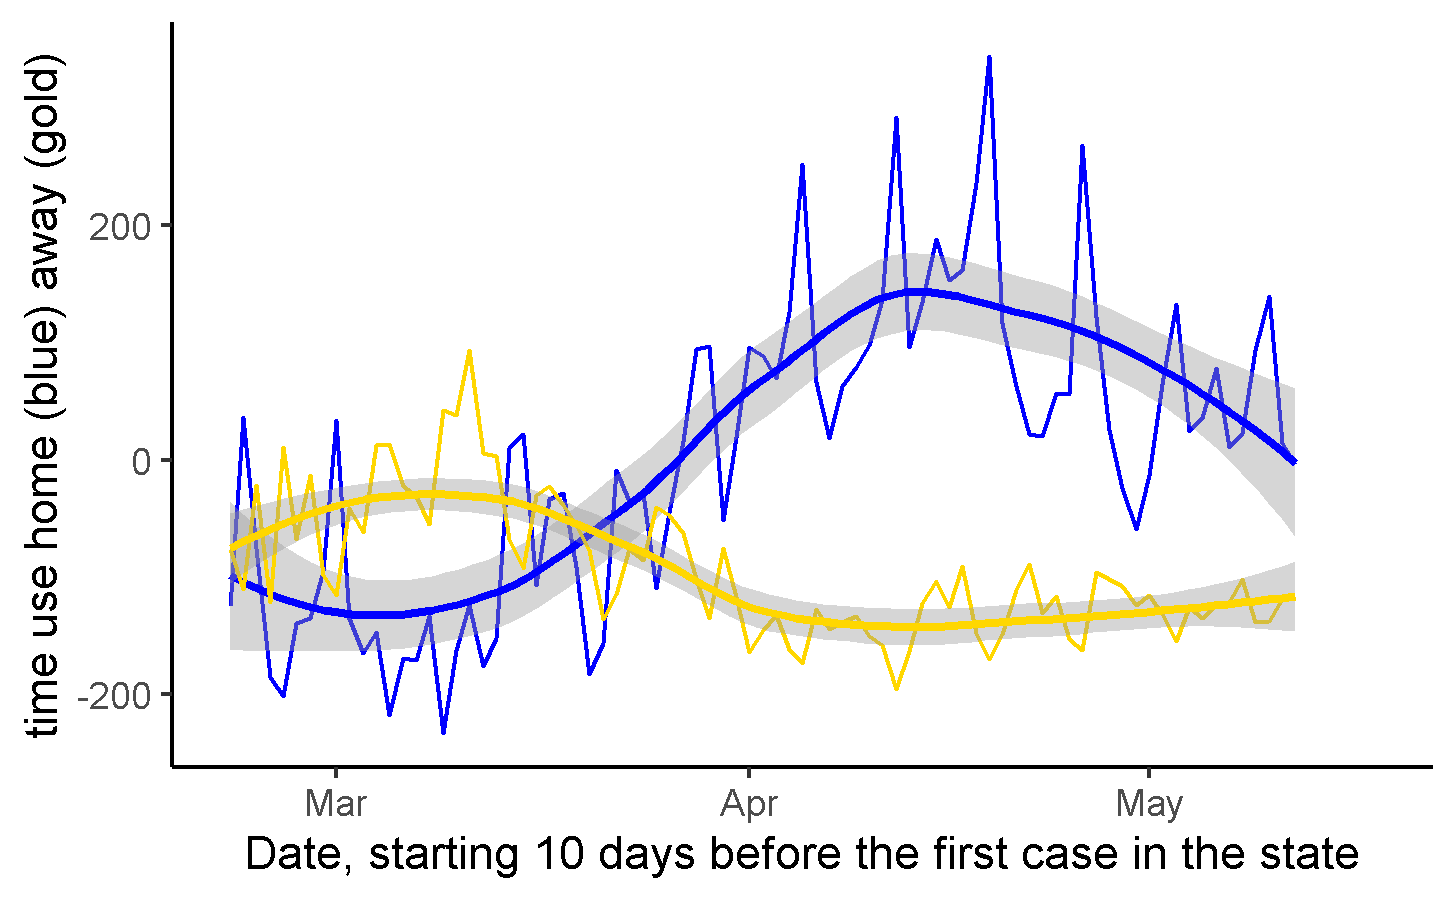 time use home (blue) away (gold)
200
0
-200
Mar
Apr
May
Date, starting 10 days before the first case in the state